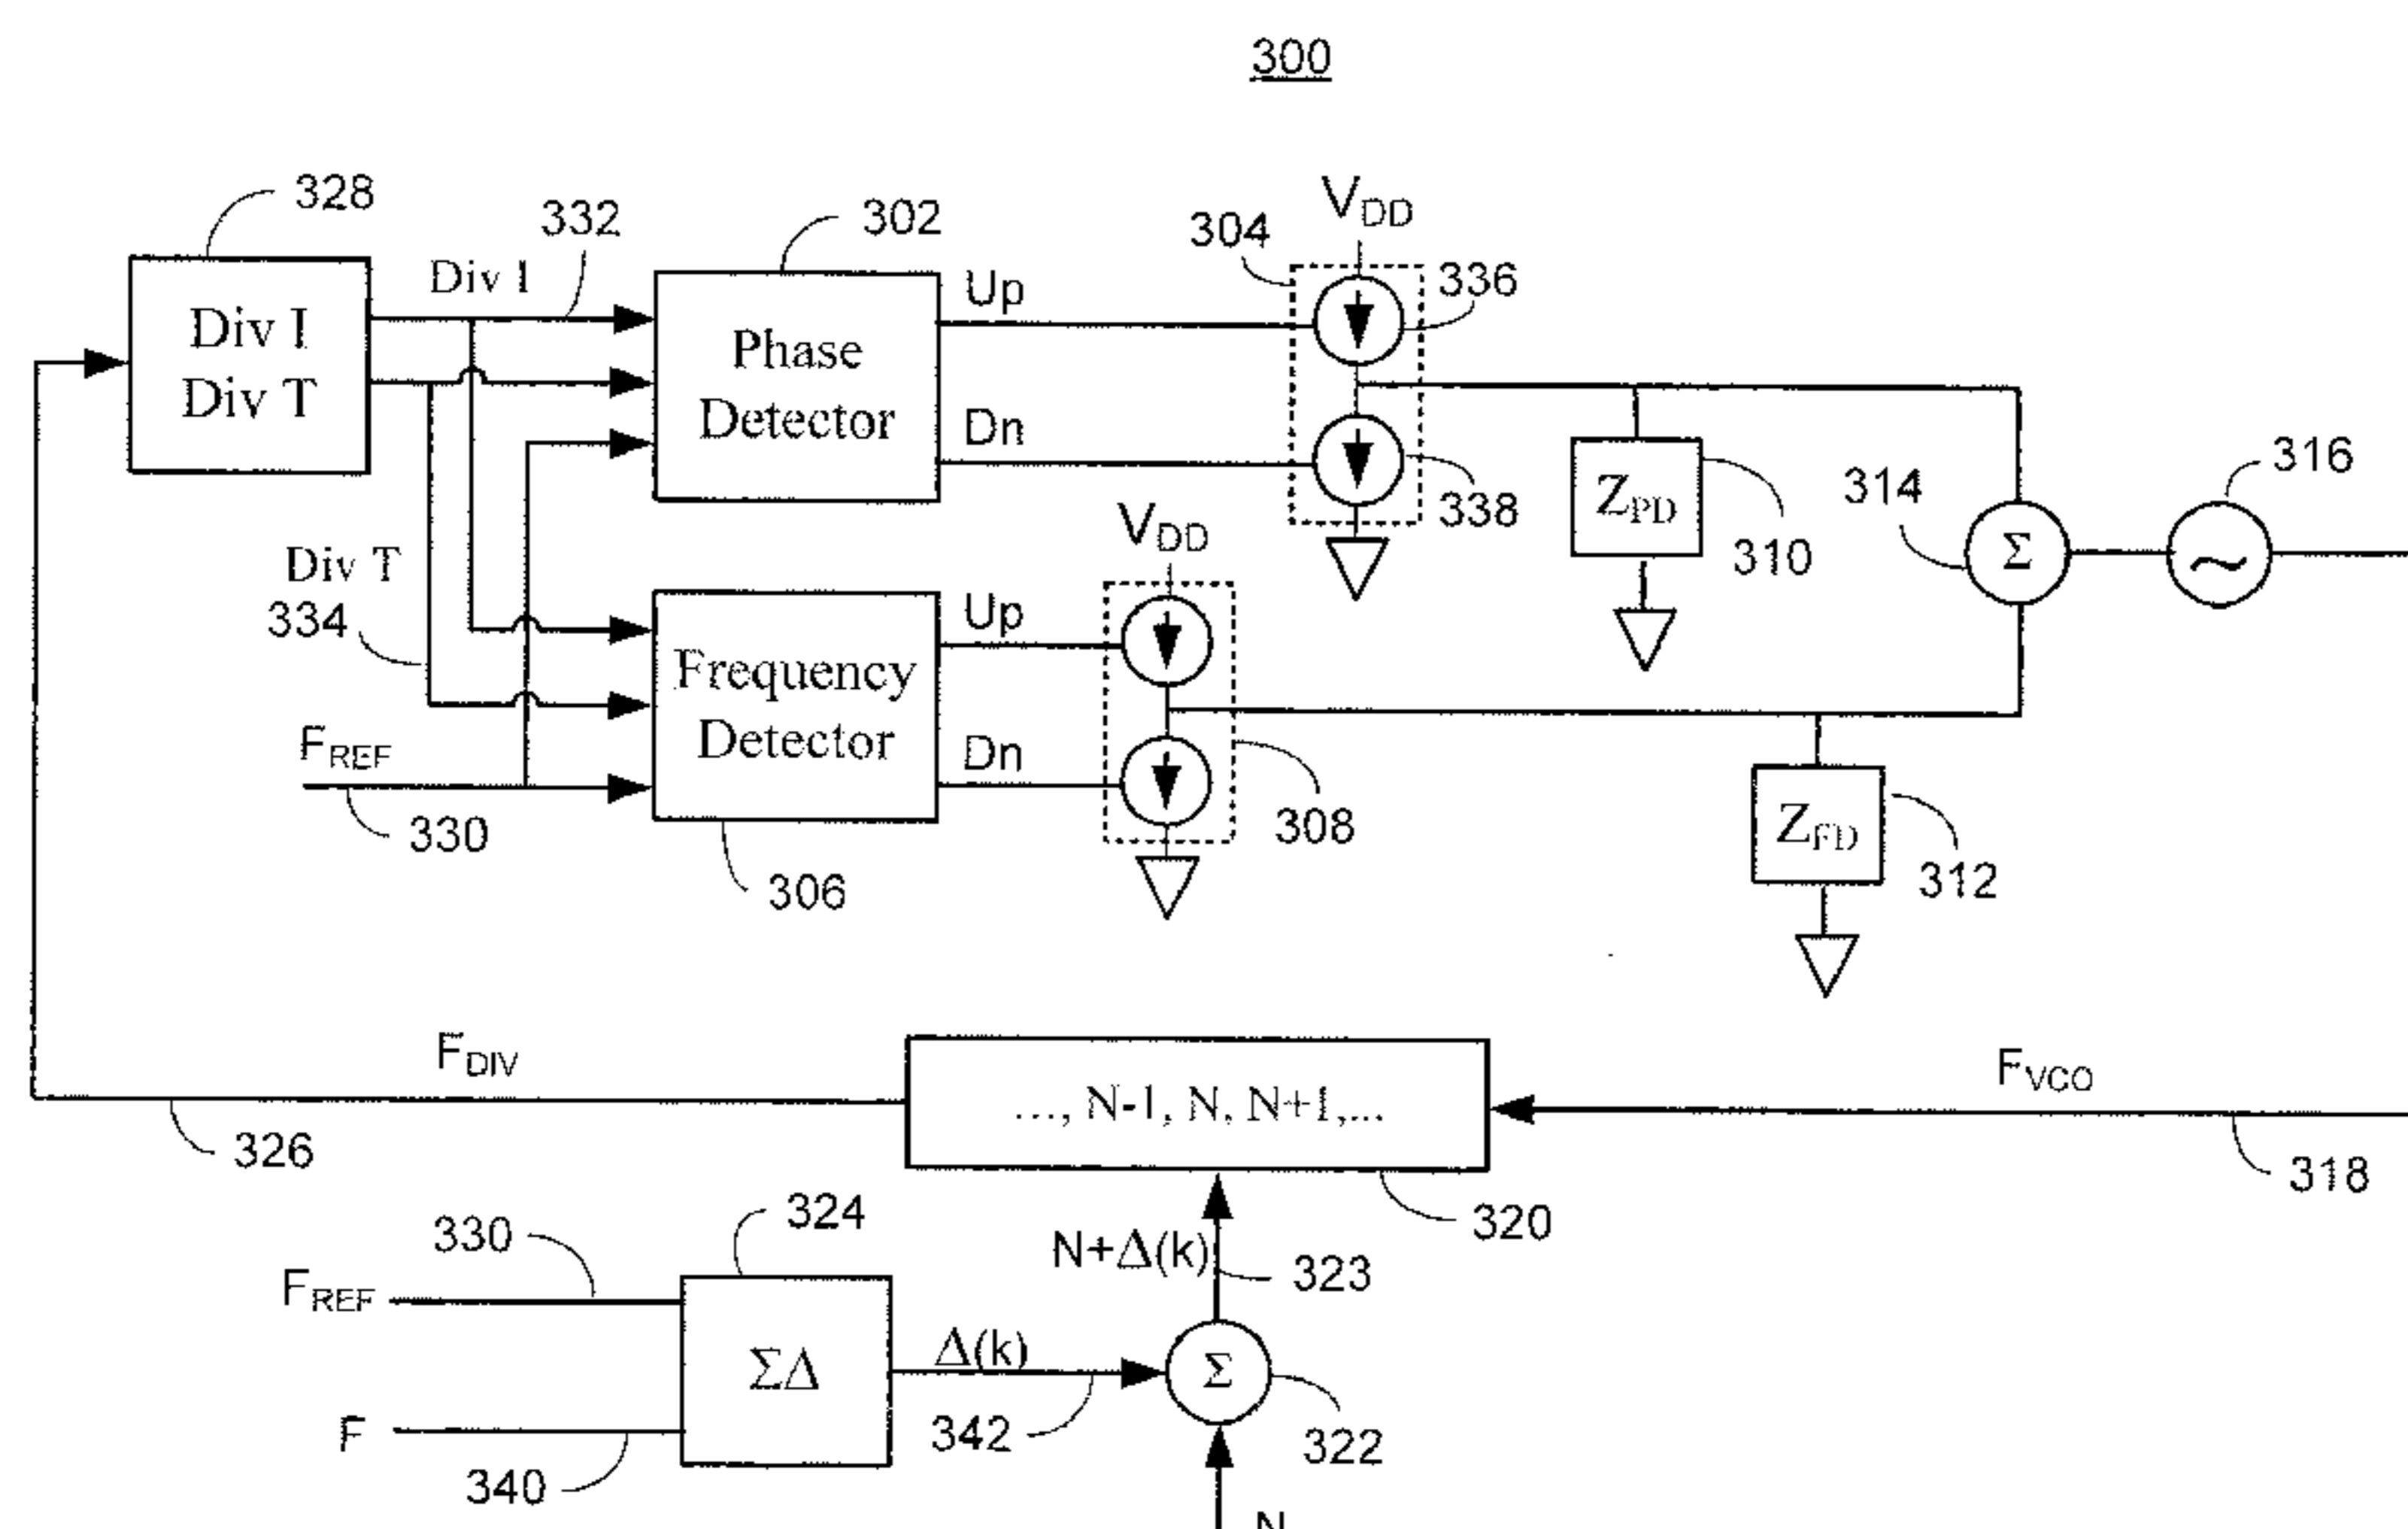 300
328
Div I
Div T
Div I
332
302
Phase
Detector
Up
Dn
304
VDD
336
338
ZPD
310
314
Σ
316
~
Div T
334
FREF
330
Frequency
Detector
306
Up
Dn
VDD
308
ZFD
312
FDIV
326
..., N-1, N, N+1,...
320
FVCO
318
N+Δ(k)
323
324
330
FREF
ΣΔ
F
340
Δ(k)
342
Σ
322
N